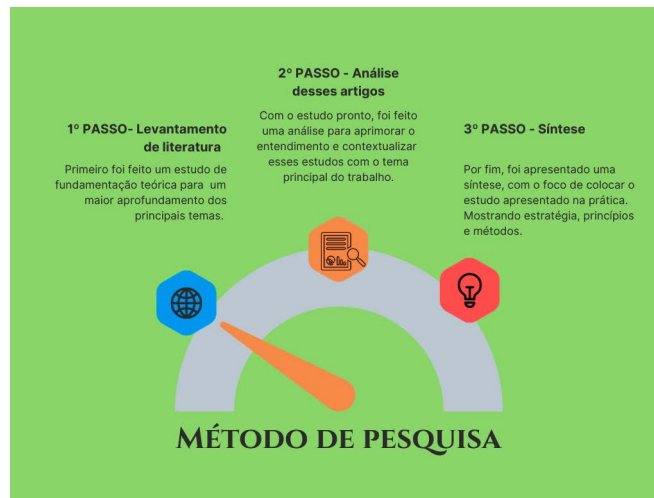 1º PASSO- Levantamento
de literatura
Primeiro foi feito um estudo de
fundamentação teórica para um
maior aprofundamento dos
principais temas.
2º PASSO - Análise
desses artigos
Com o estudo pronto, foi feito
uma análise para aprimorar o
entendimento e contextualizar
esses estudos com o tema
principal do trabalho.
3º PASSO - Síntese
Por fim, foi apresentado uma
síntese, com o foco de colocar o
estudo apresentado na prática.
Mostrando estratégia, princípios
e métodos.
MÉTODO DE PESQUISA